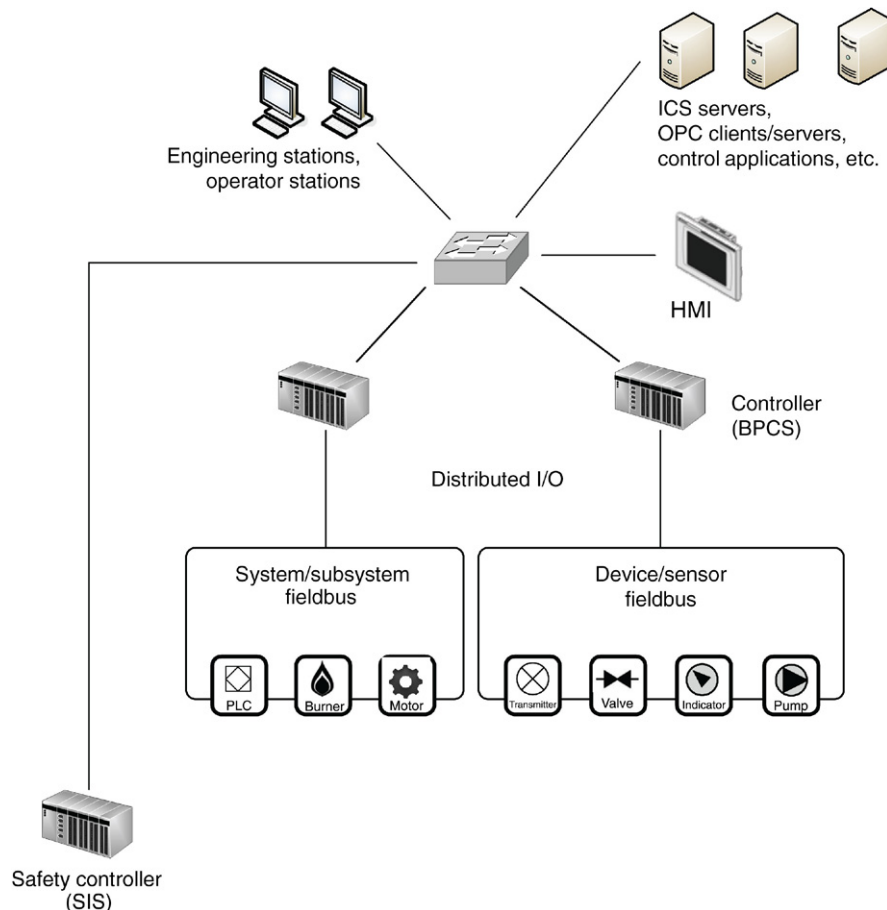 Engineering stations,
operator stations
ICS servers,
OPC clients/servers,
control applications, etc.
HMI
Controller
(BPCS)
Distributed I/O
System/subsystem
fieldbus
Device/sensor
fieldbus
PLC
Burner
Motor
Transmitter
Valve
Indicator
Pump
Safety controller
(SIS)